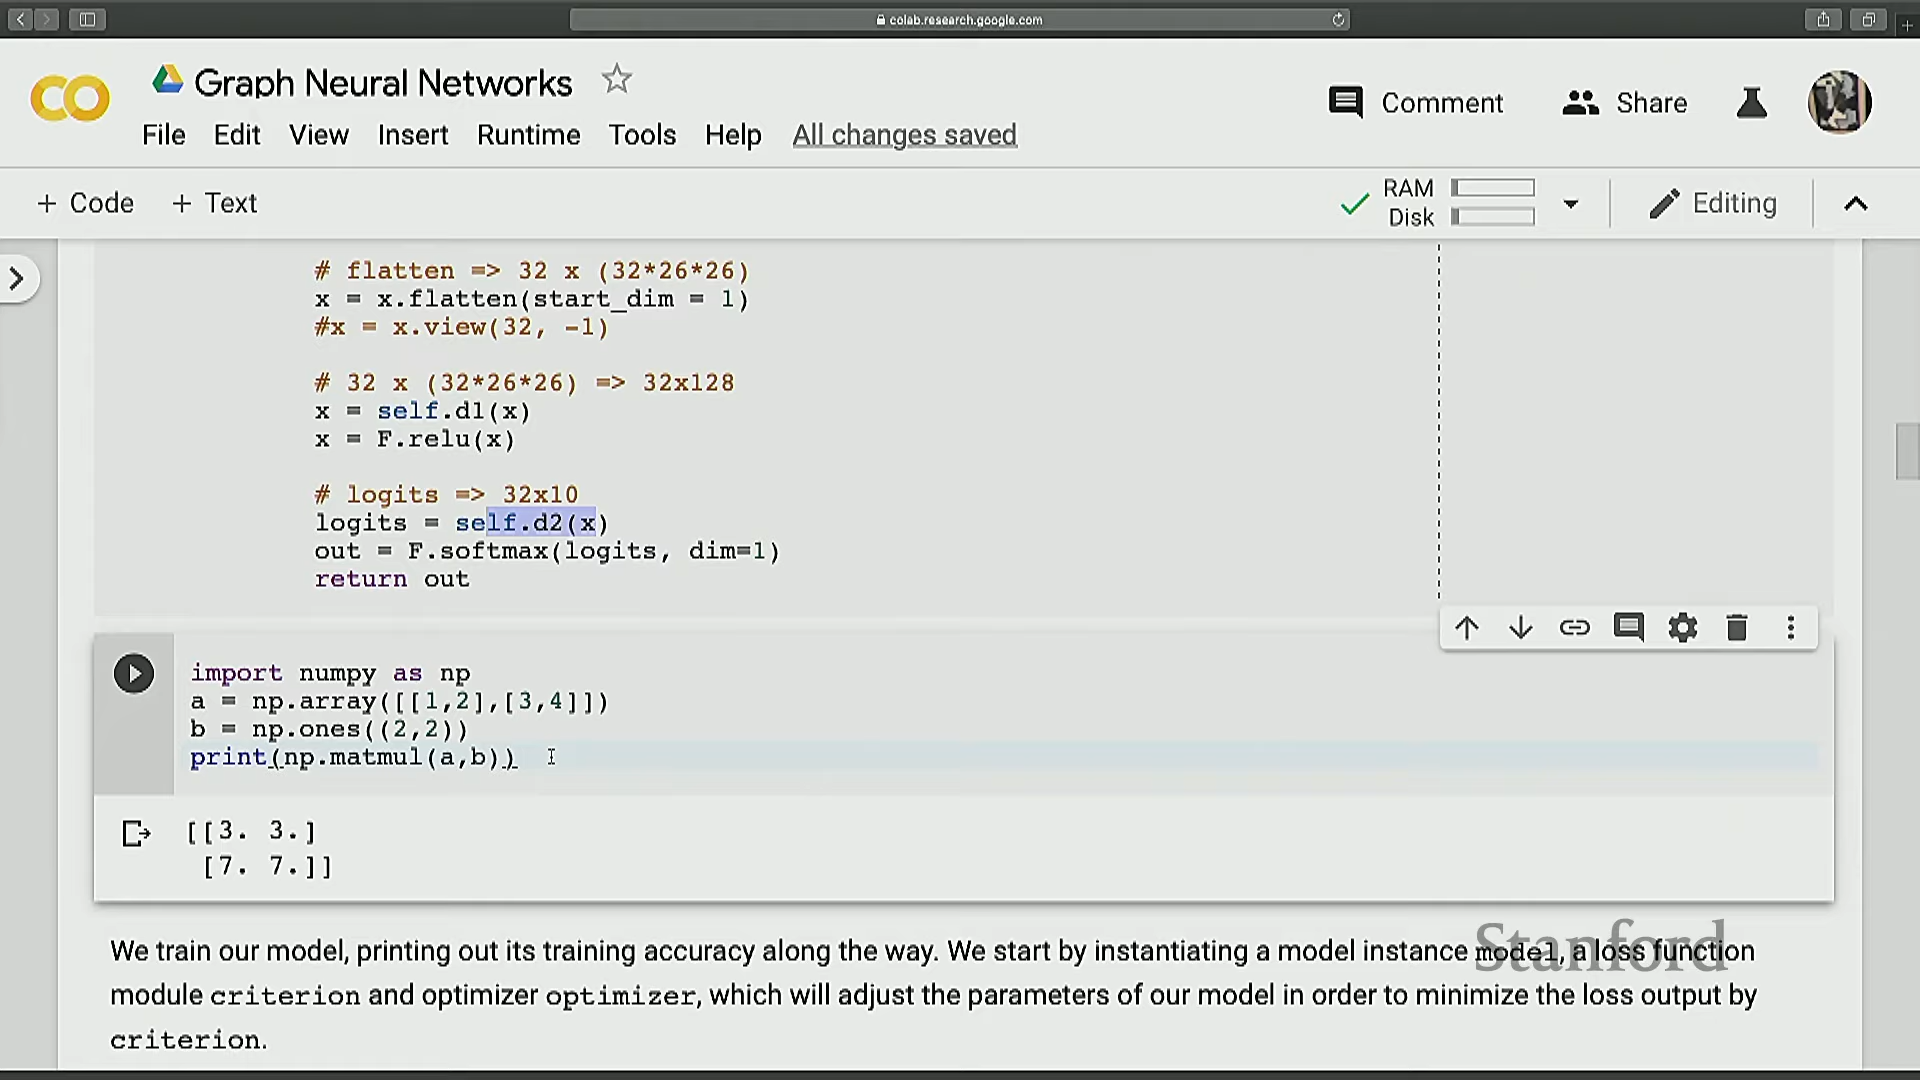 colab.research.google.com
CO Graph Neural Networks
Comment Share
File Edit View Insert Runtime Tools Help All changes saved
+ Code + Text
RAM
Disk
Editing
# flatten => 32 x (32*26*26)
x = x.flatten(start_dim = 1)
#x = x.view(32, -1)
# 32 x (32*26*26) => 32x128
x = self.d1(x)
x = F.relu(x)
# logits => 32x10
logits = self.d2(x)
out = F.softmax(logits, dim=1)
return out
import numpy as np
a = np.array([[1,2],[3,4]])
b = np.ones((2,2))
print(np.matmul(a,b))
[[3. 3.]
[7. 7.]]
Stanford
We train our model, printing out its training accuracy along the way. We start by instantiating a model instance model, a loss function
module criterion and optimizer optimizer, which will adjust the parameters of our model in order to minimize the loss output by
criterion.